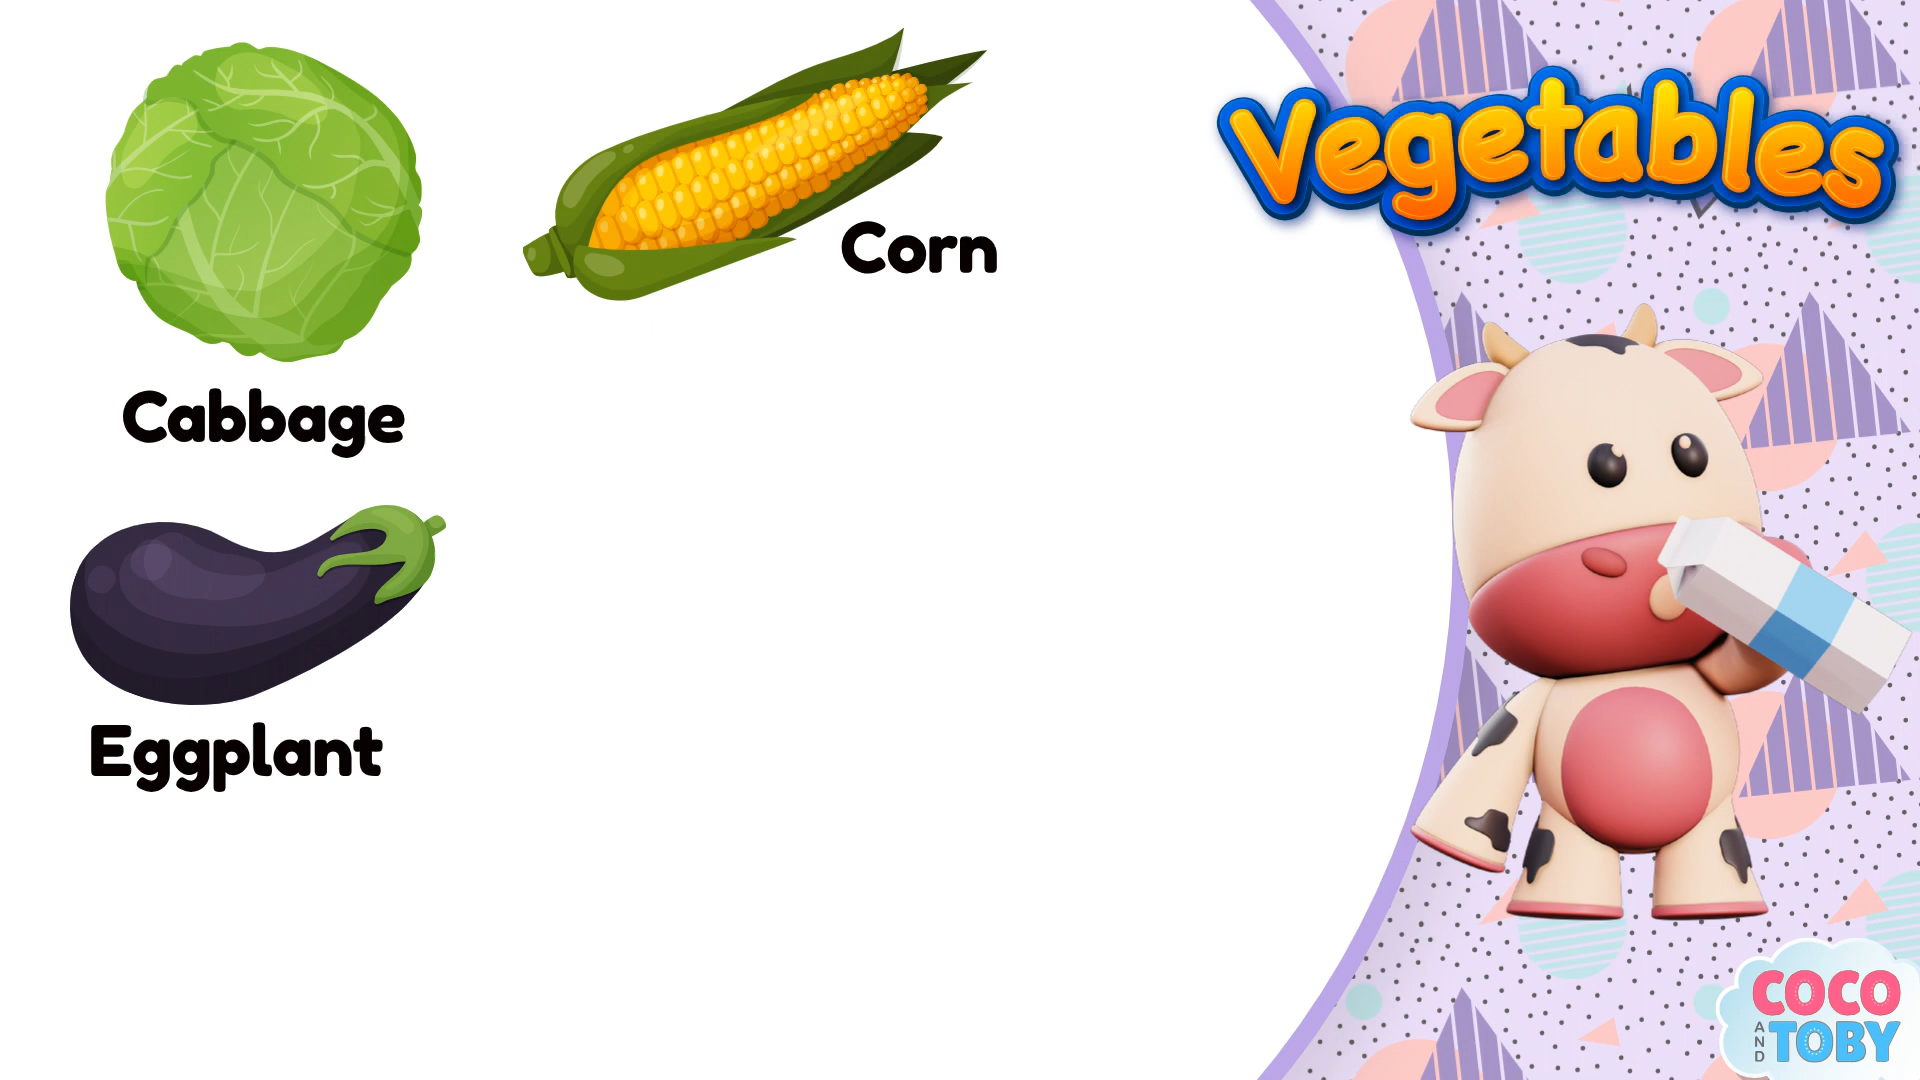 Vegetables
Corn
Cabbage
Eggplant
COCO
AND
TOBY